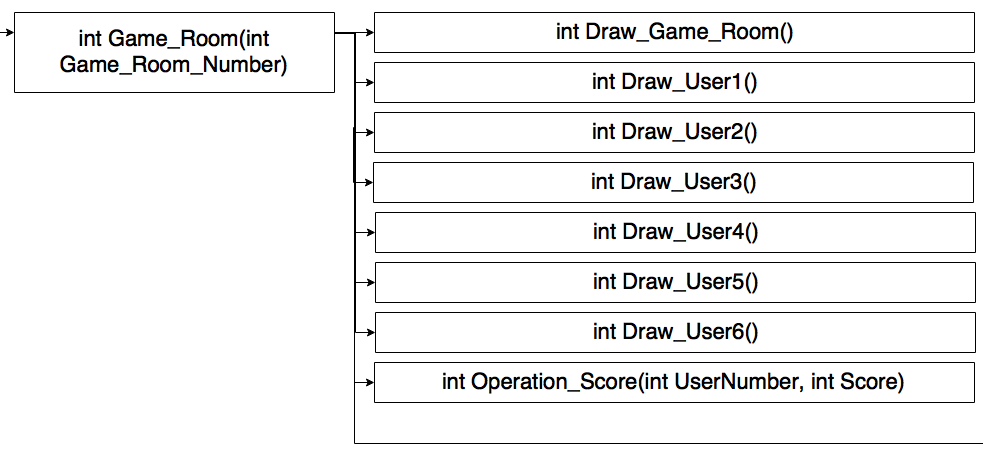 int Game_Room(int
Game_Room_Number)
int Draw_Game_Room()
int Draw_User1()
int Draw_User2()
int Draw_User3()
int Draw_User4()
int Draw_User5()
int Draw_User6()
int Operation_Score(int UserNumber, int Score)